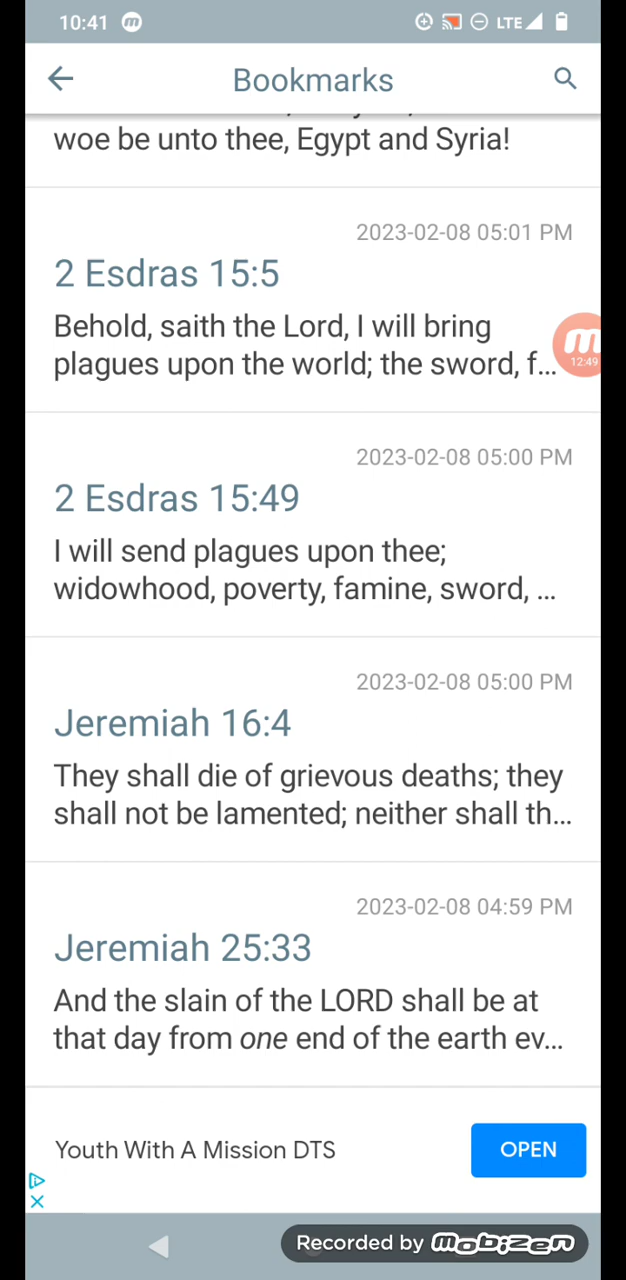 10:41 m LTE
Bookmarks
woe be unto thee, Egypt and Syria!
2023-02-08 05:01 PM
2 Esdras 15:5
Behold, saith the Lord, I will bring
plagues upon the world; the sword, f...
m
12:49
2023-02-08 05:00 PM
2 Esdras 15:49
I will send plagues upon thee;
widowhood, poverty, famine, sword, ...
2023-02-08 05:00 PM
Jeremiah 16:4
They shall die of grievous deaths; they
shall not be lamented; neither shall th...
2023-02-08 04:59 PM
Jeremiah 25:33
And the slain of the LORD shall be at
that day from one end of the earth ev...
Youth With A Mission DTS
OPEN
Recorded by mobizen